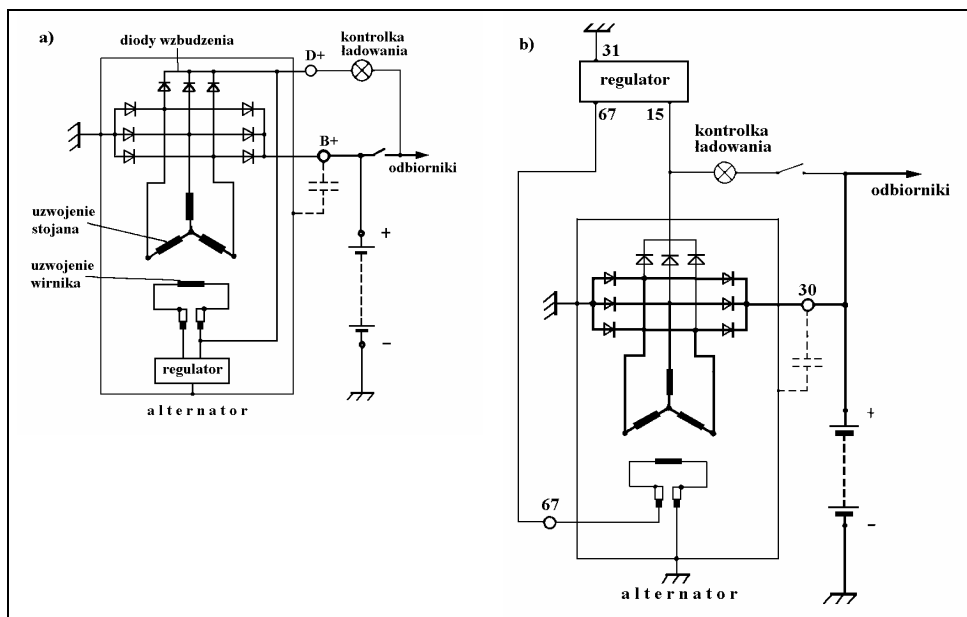 a)
diody wzbudzenia
D+
kontrolka
ładowania
B+
odbiorniki
uzwojenie
stojana
+
uzwojenie
wirnika
−
regulator
alternator
b)
31
regulator
67
15
kontrolka
ładowania
odbiorniki
30
+
67
−
alternator